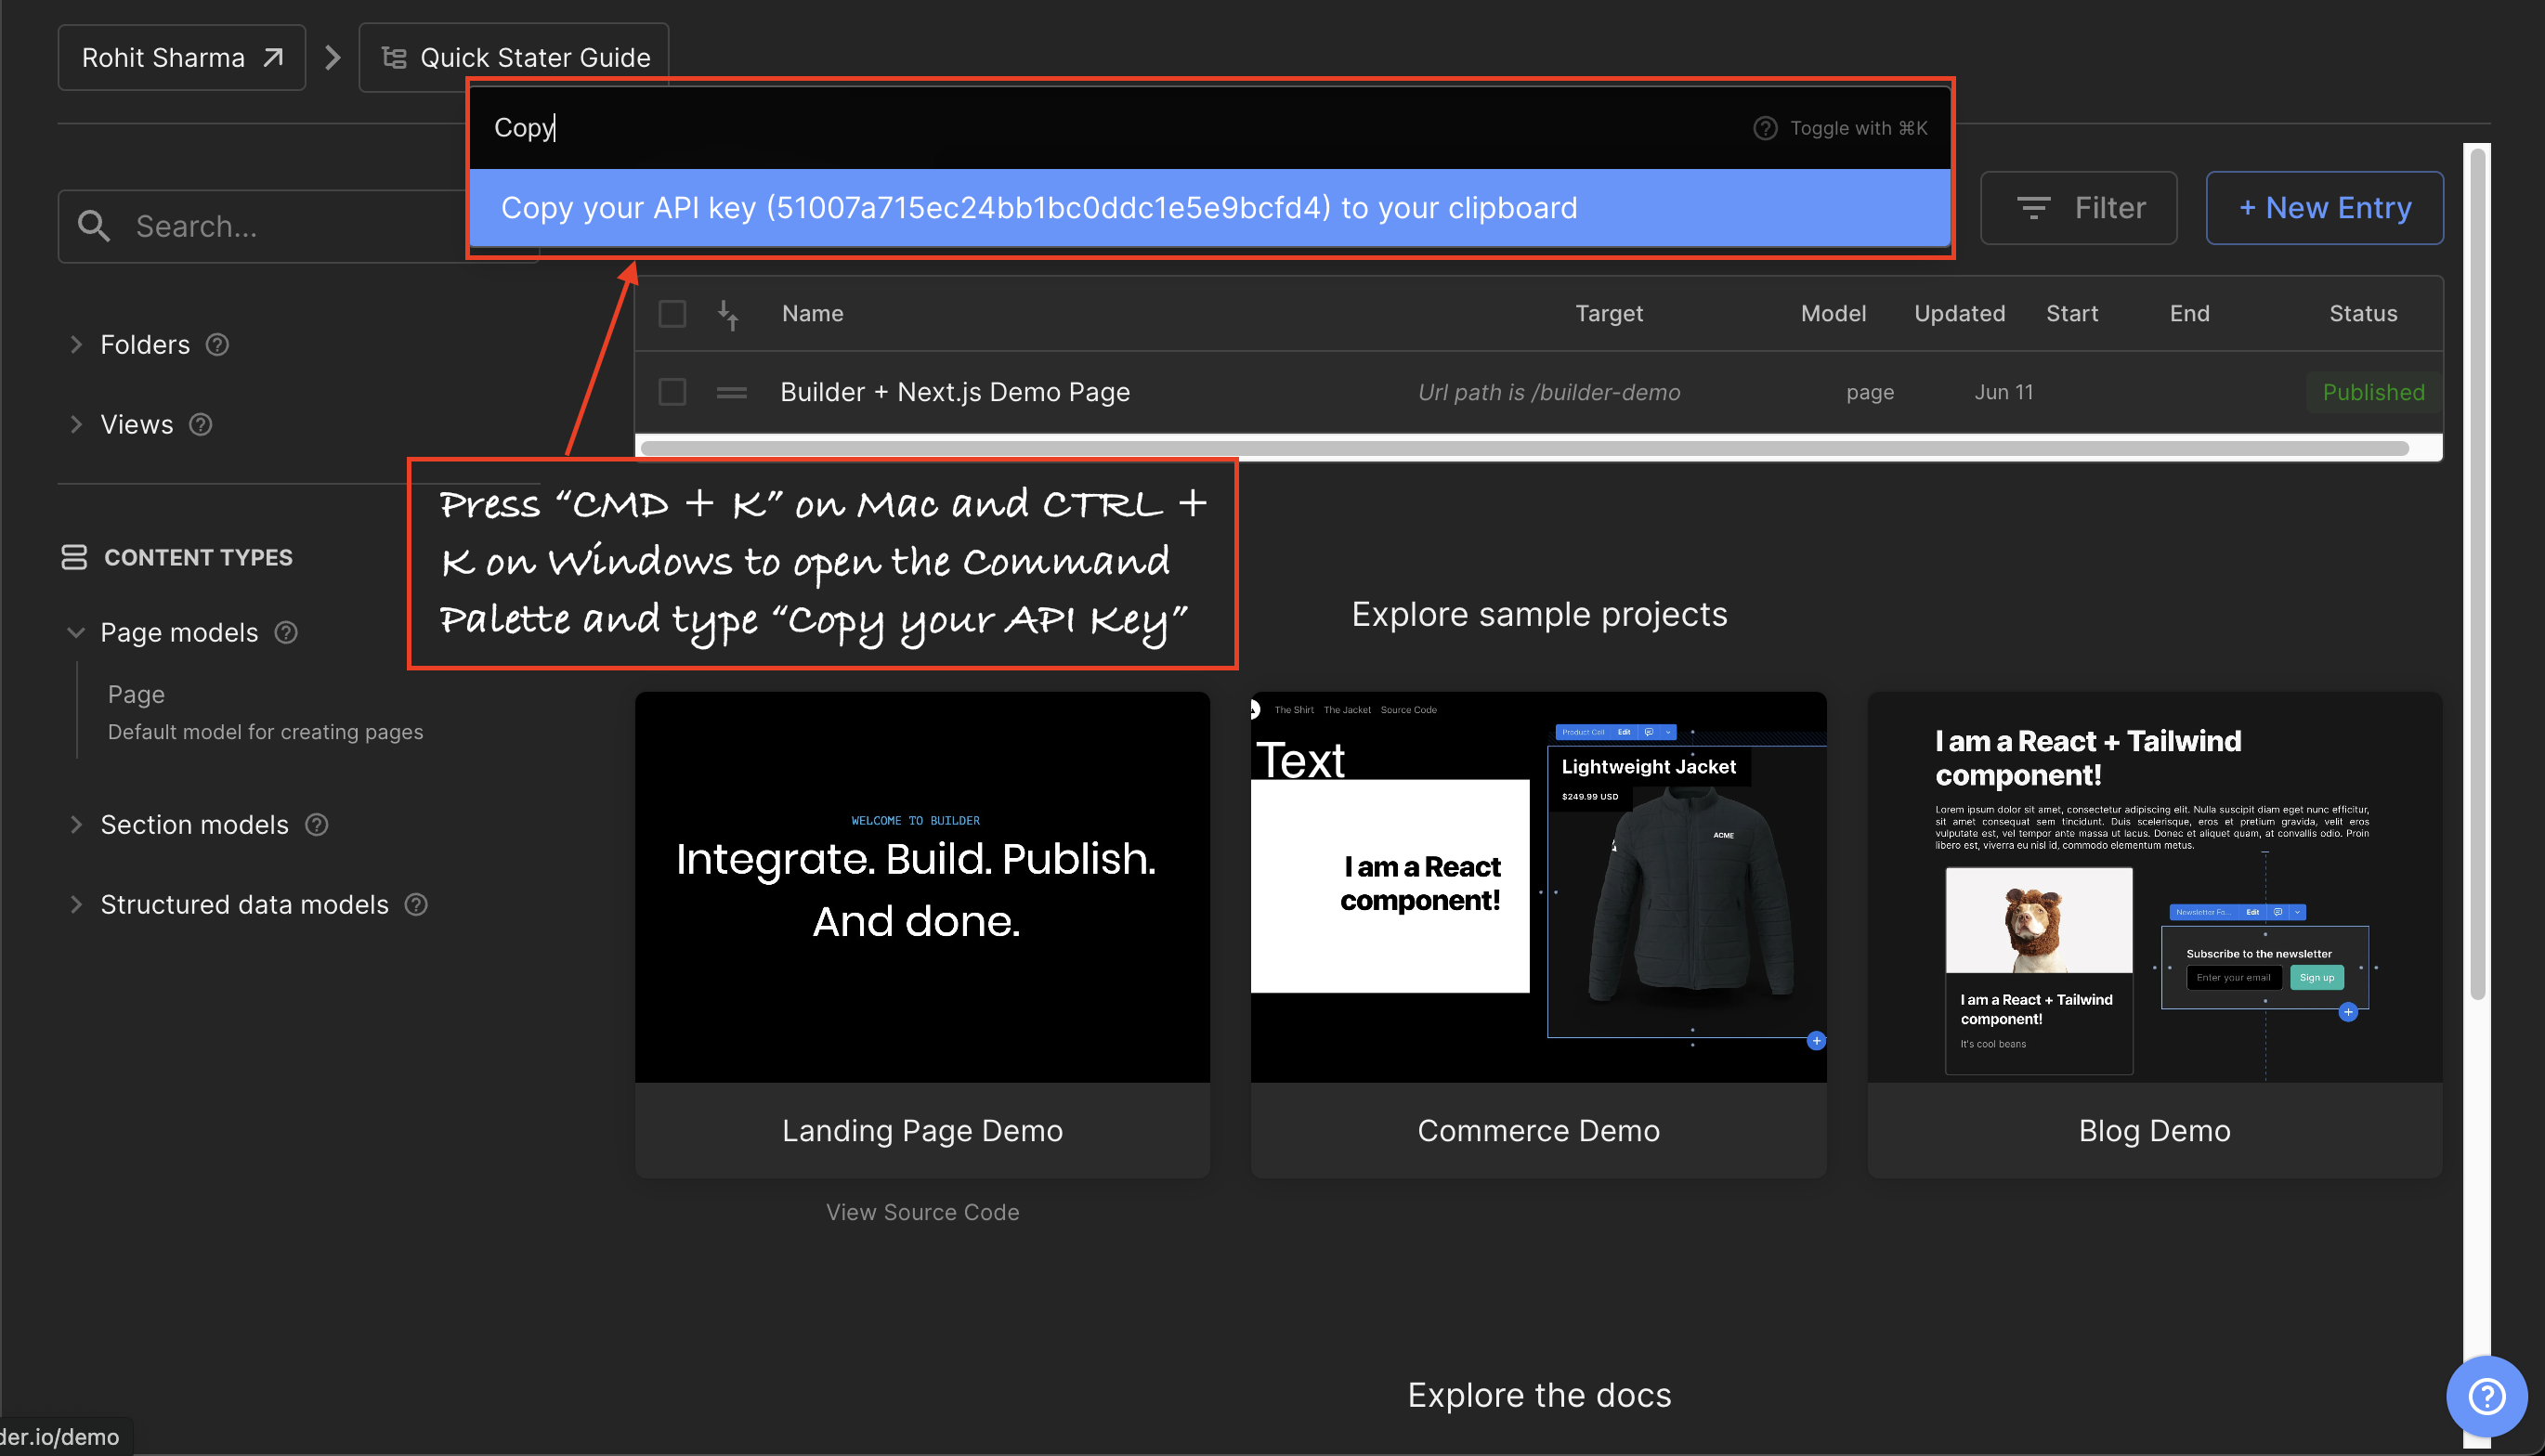 Rohit Sharma
Quick Stater Guide
Copy
Toggle with ⌘K
Copy your API key (51007a715ec24bb1bc0ddc1e5e9bcfd4) to your clipboard
Search...
Filter
+ New Entry
Name
Target
Model
Updated
Start
End
Status
Builder + Next.js Demo Page
Url path is /builder-demo
page
Jun 11
Published
Folders
Views
Press “CMD + K” on Mac and CTRL +
K on Windows to open the Command
Palette and type “Copy your API Key”
CONTENT TYPES
Page models
Page
Default model for creating pages
Section models
Structured data models
Explore sample projects
WELCOME TO BUILDER
Integrate. Build. Publish.
And done.
Landing Page Demo
View Source Code
The Shirt
The Jacket
Source Code
Text
Product Cell
Edit
Lightweight Jacket
$249.99 USD
ACME
I am a React
component!
Commerce Demo
I am a React + Tailwind
component!
Lorem ipsum dolor sit amet, consectetur adipiscing elit. Nulla suscipit diam eget nunc efficitur,
sit amet consequat sem tincidunt. Duis scelerisque, eros et pretium gravida, velit eros
vulputate est, vel tempor ante massa ut lacus. Donec et aliquet quam, at convallis odio. Proin
libero est, viverra eu nisl id, commodo elementum metus.
Newsletter Fo...
Edit
Subscribe to the newsletter
Enter your email
Sign up
I am a React + Tailwind
component!
It's cool beans
Blog Demo
Explore the docs
der.io/demo